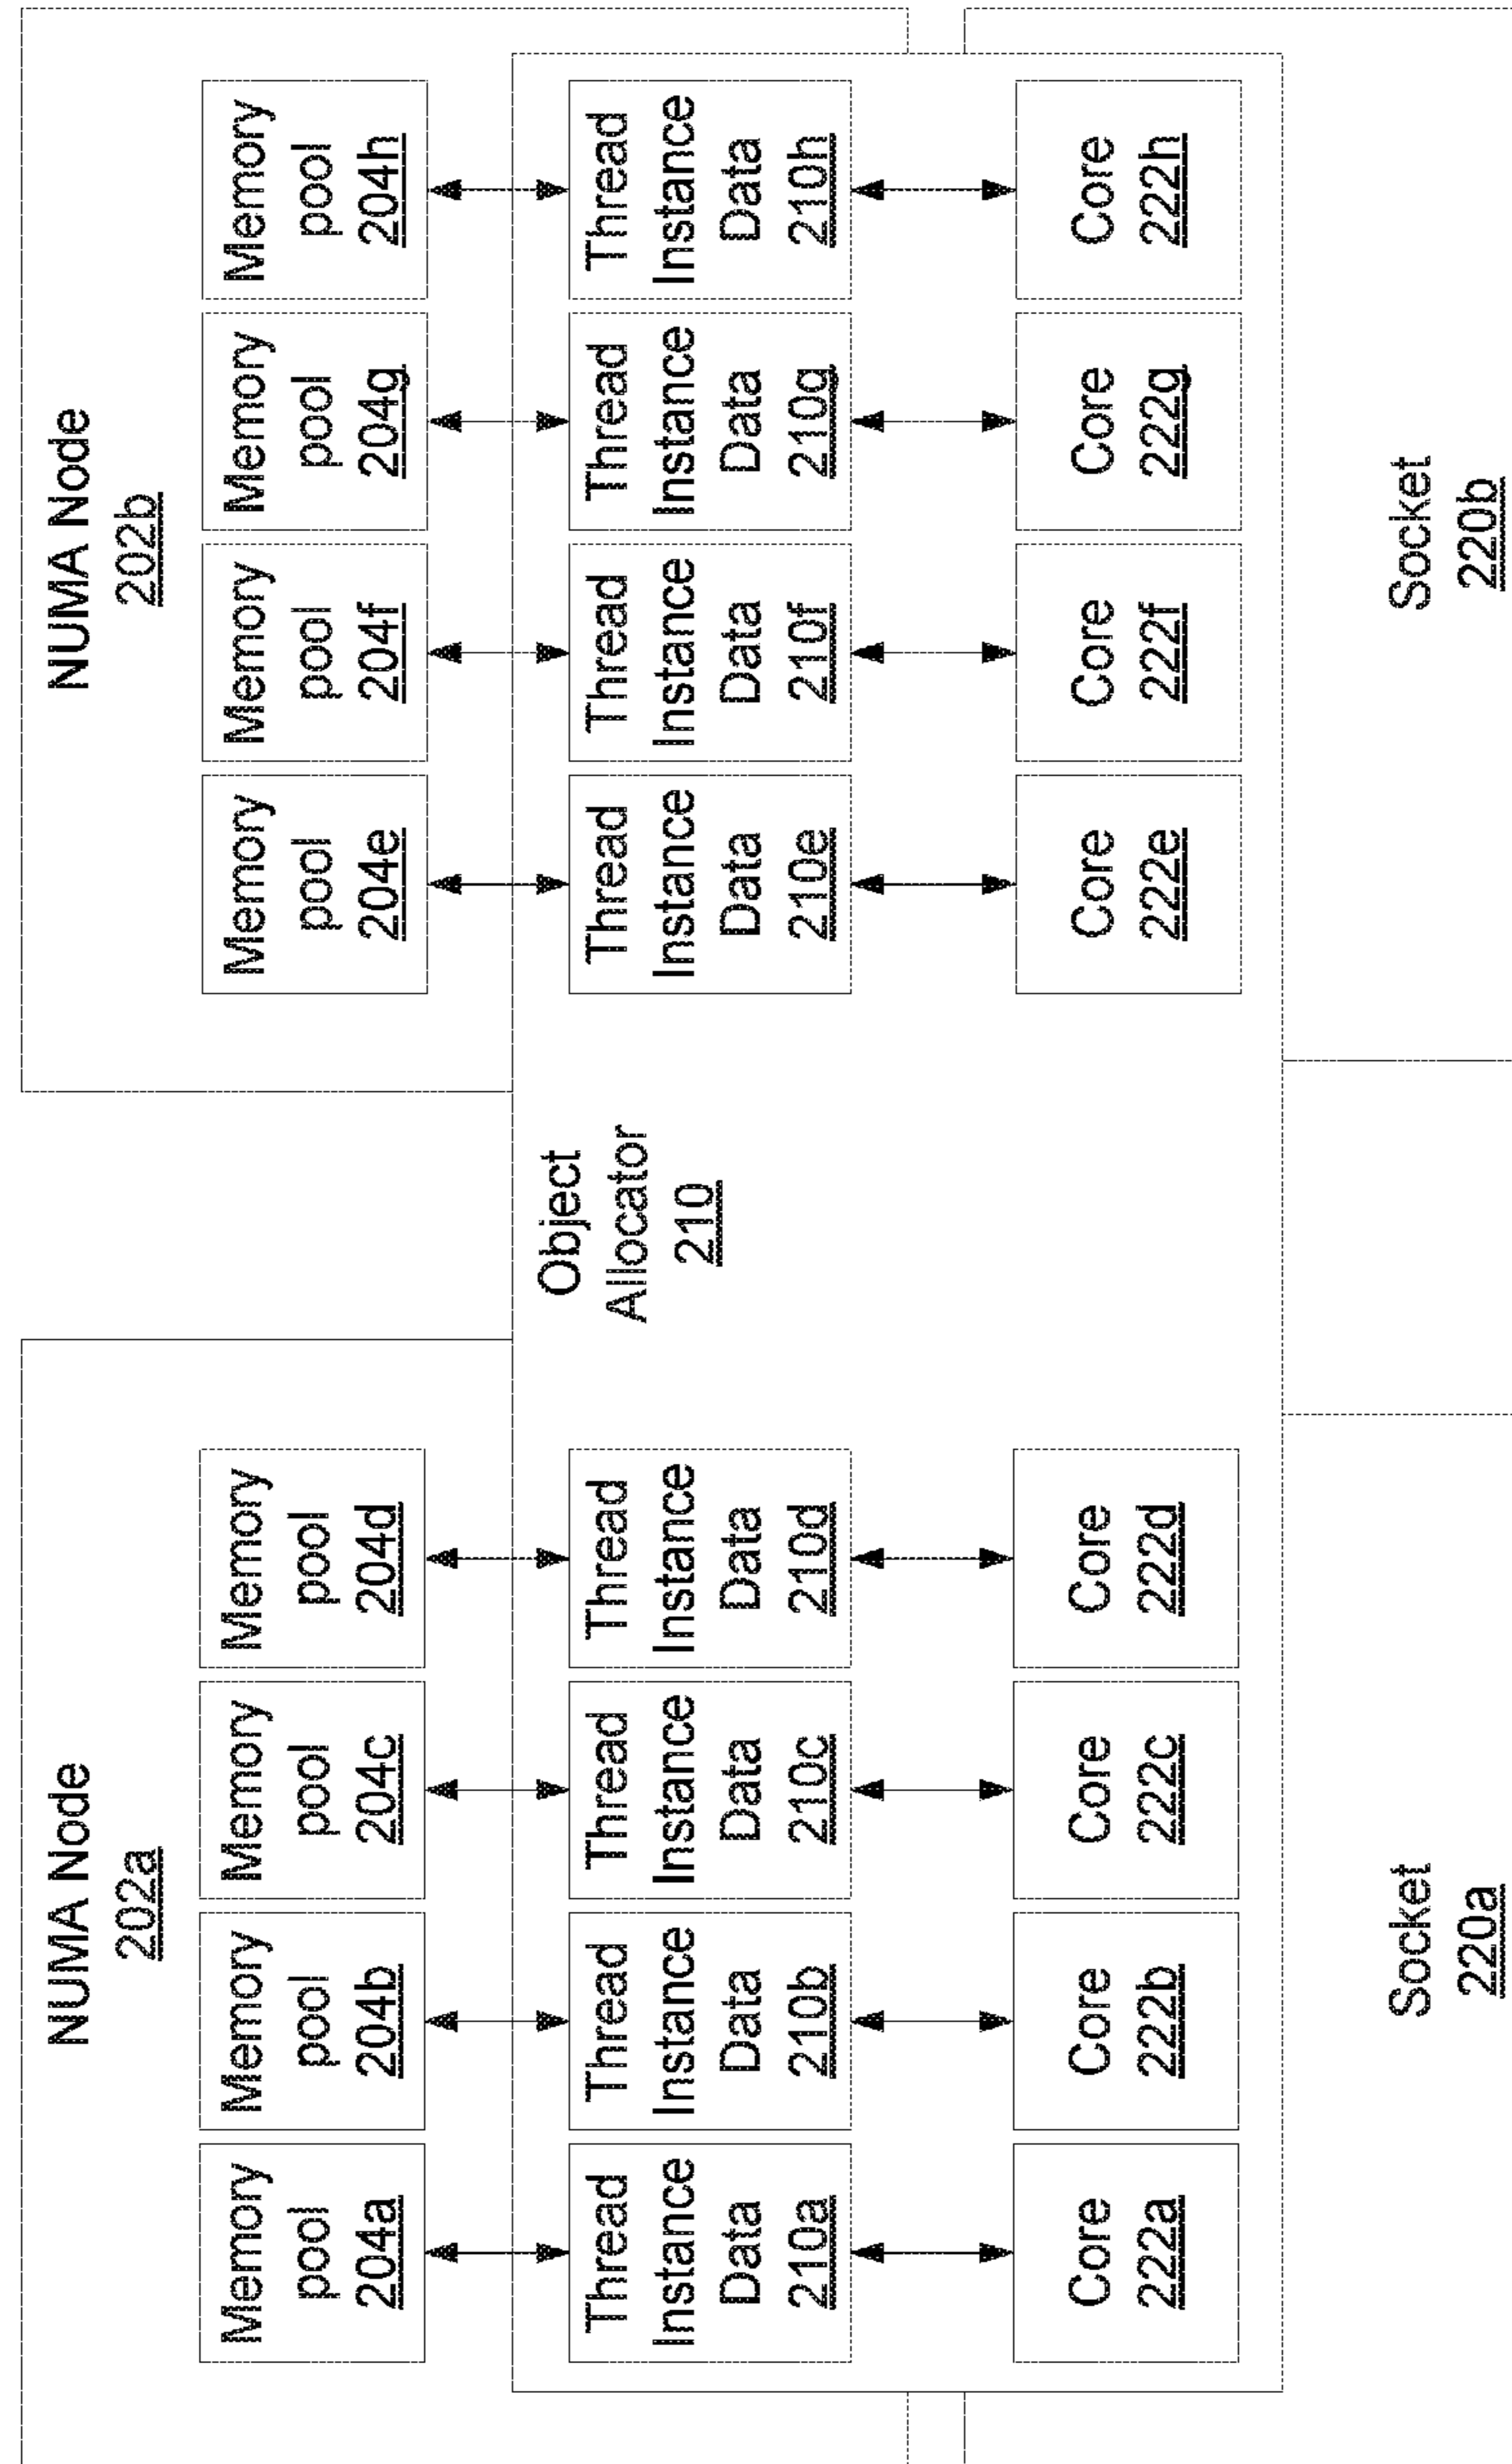 NUMA Node
202a
Memory
pool
204a
Memory
pool
204b
Memory
pool
204c
Memory
pool
204d
NUMA Node
202b
Memory
pool
204e
Memory
pool
204f
Memory
pool
204g
Memory
pool
204h
Thread
Instance
Data
210a
Thread
Instance
Data
210b
Thread
Instance
Data
210c
Thread
Instance
Data
210d
Object
Allocator
210
Thread
Instance
Data
210e
Thread
Instance
Data
210f
Thread
Instance
Data
210g
Thread
Instance
Data
210h
Core
222a
Core
222b
Core
222c
Core
222d
Core
222e
Core
222f
Core
222g
Core
222h
Socket
220a
Socket
220b